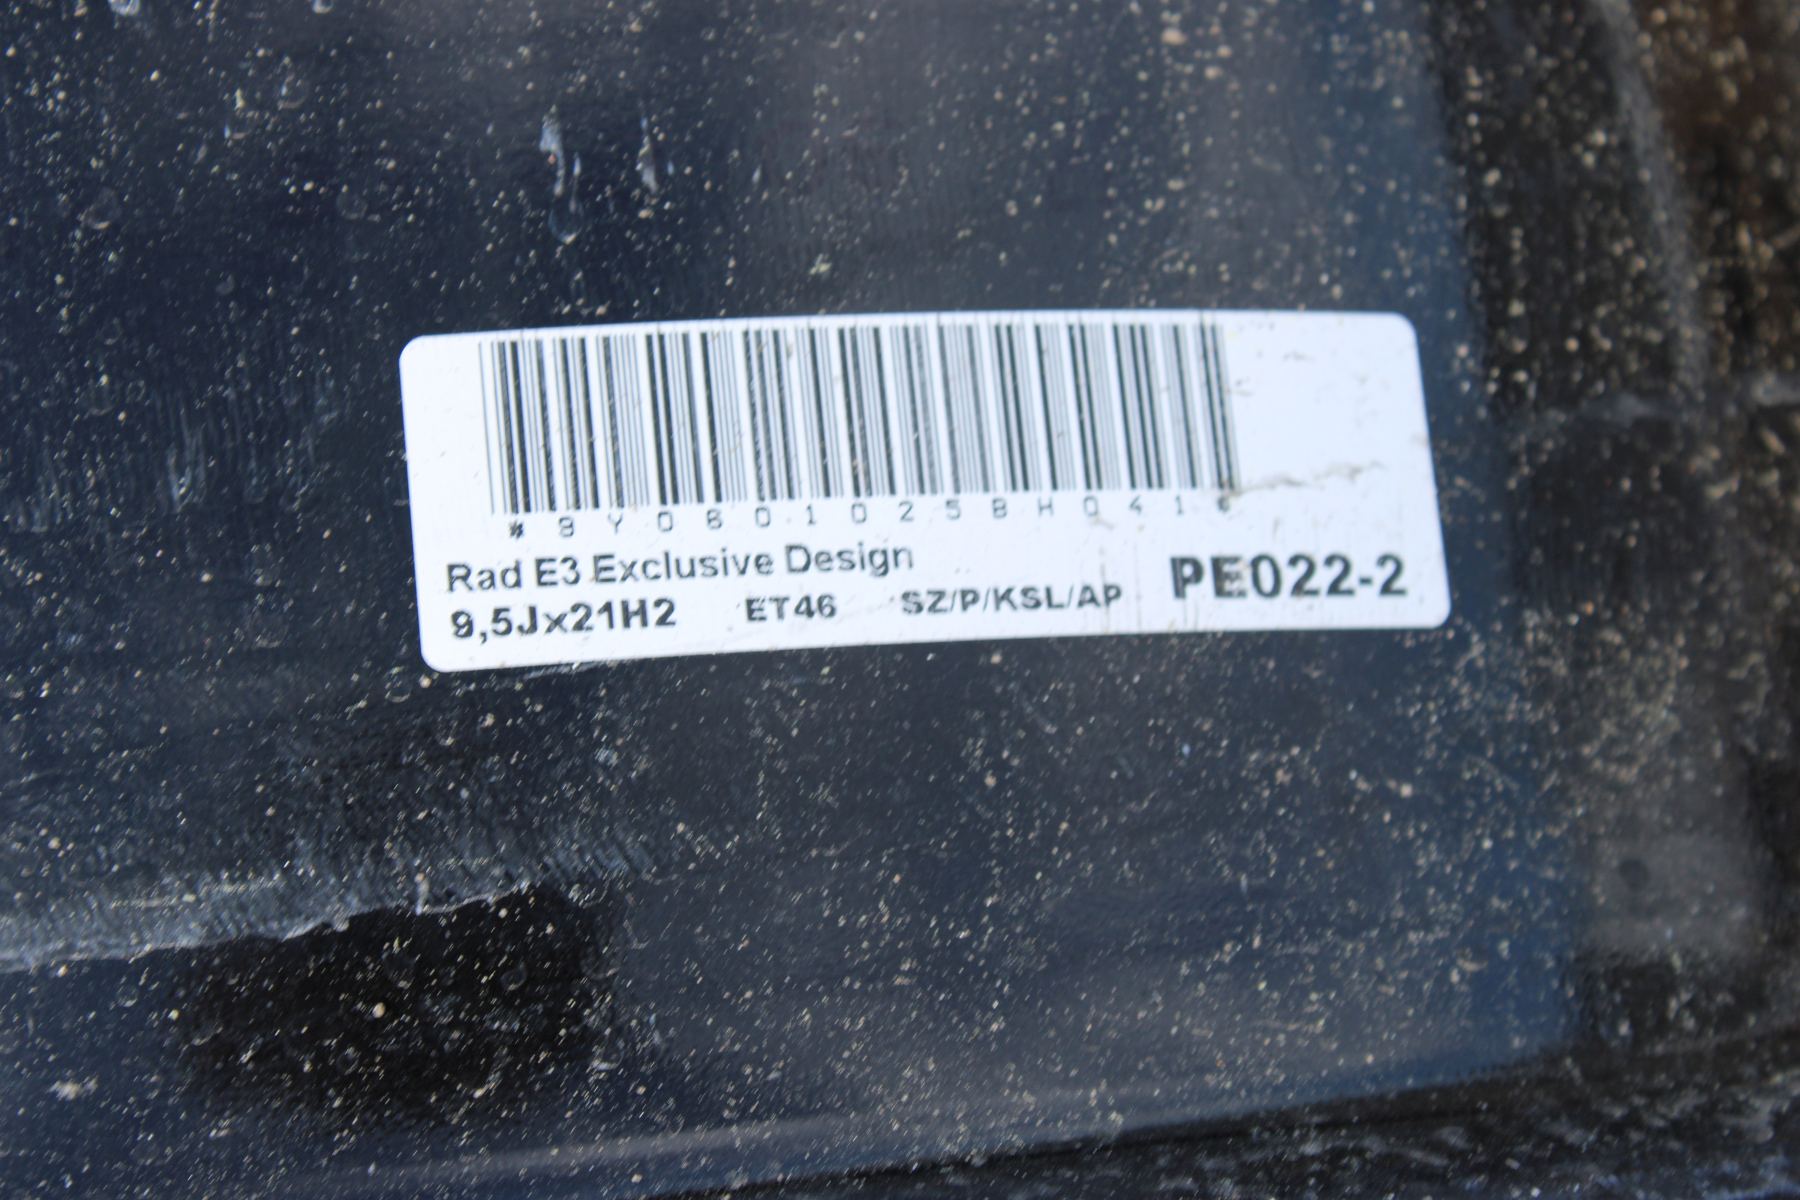 *9Y0601025BH041*
Rad E3 Exclusive Design
9,5Jx21H2 ET46 SZ/P/KSL/AP PE022-2